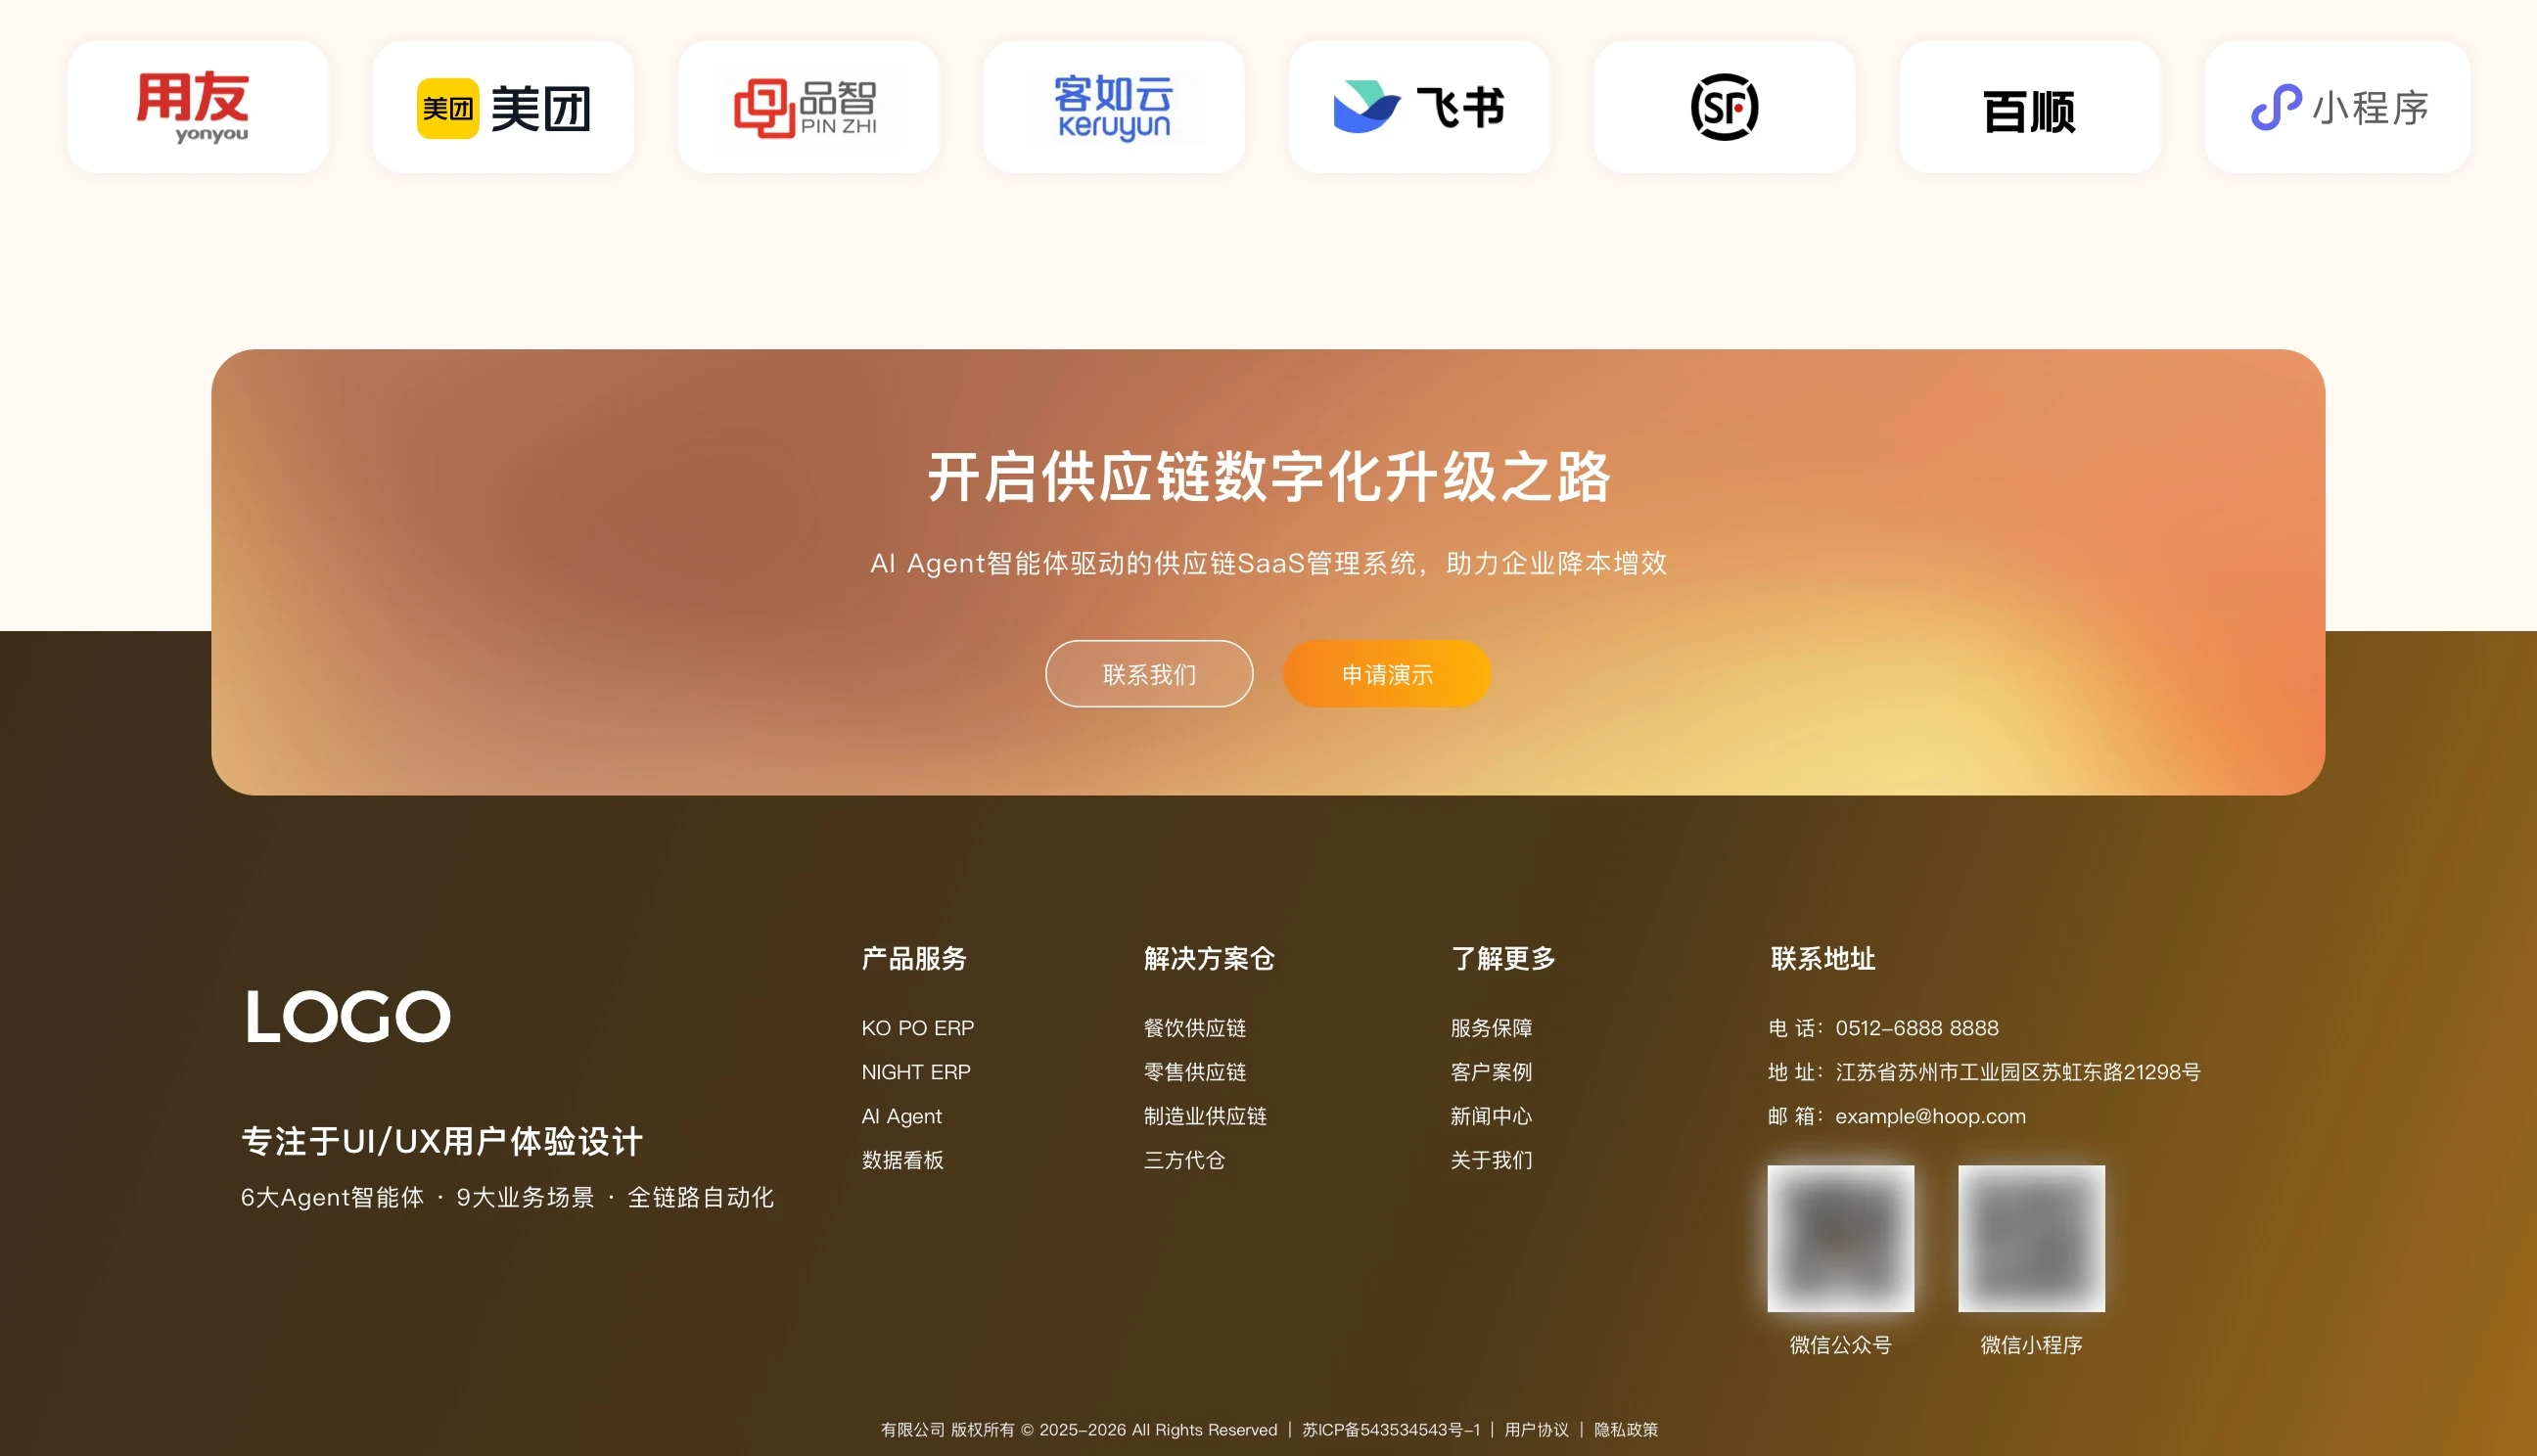 用友
yonyou
美团 美团
品智
PIN ZHI
客如云
keruyun
飞书
SF
百顺
小程序
开启供应链数字化升级之路
AI Agent智能体驱动的供应链SaaS管理系统，助力企业降本增效
联系我们
申请演示
LOGO
专注于UI/UX用户体验设计
6大Agent智能体 · 9大业务场景 · 全链路自动化
产品服务
KO PO ERP
NIGHT ERP
AI Agent
数据看板
解决方案仓
餐饮供应链
零售供应链
制造业供应链
三方代仓
了解更多
服务保障
客户案例
新闻中心
关于我们
联系地址
电 话：0512-6888 8888
地 址：江苏省苏州市工业园区苏虹东路21298号
邮 箱：example@hoop.com
微信公众号
微信小程序
有限公司 版权所有 © 2025-2026 All Rights Reserved | 苏ICP备543534543号-1 | 用户协议 | 隐私政策